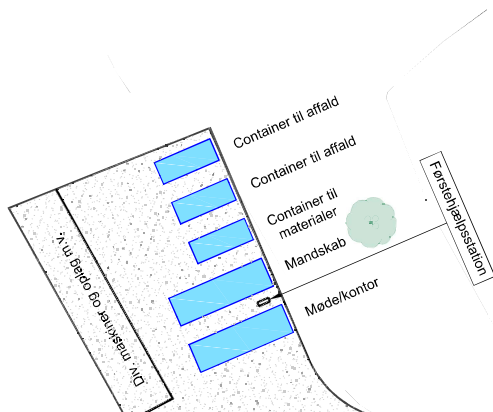 Container til affald
Container til affald
Container til
materialer
Mandskab
Møde/kontor
Førstehjælpsstation
Div. maskiner og oplag m.v.